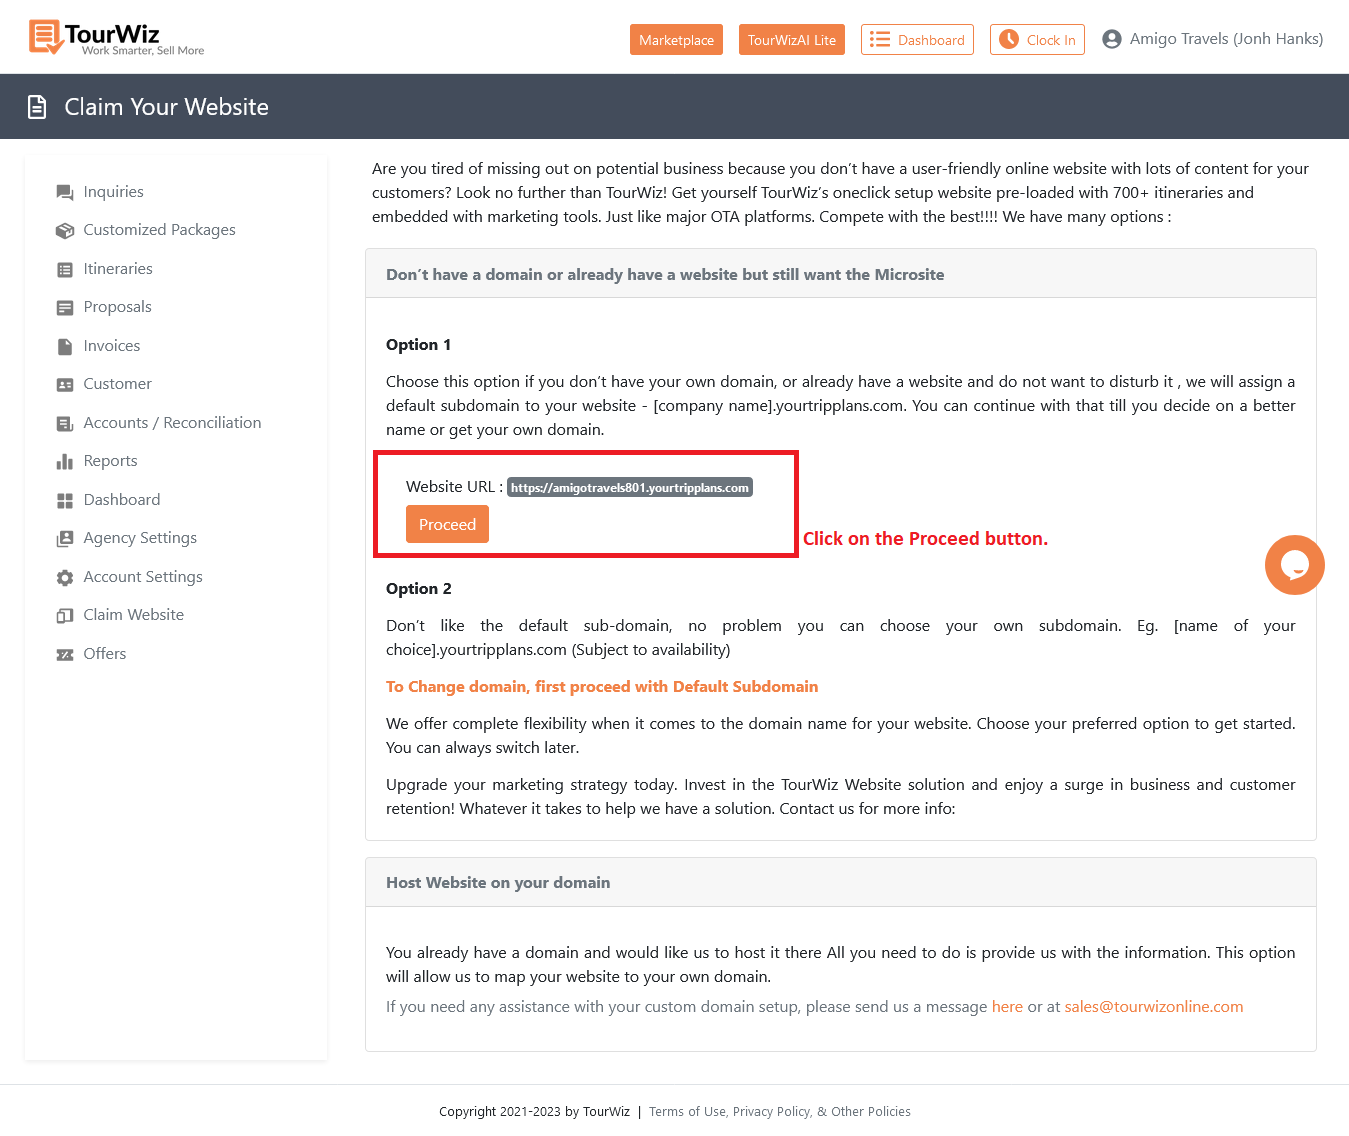 TourWiz
Work Smarter, Sell More
Marketplace
TourWizAI Lite
Dashboard
Clock In
Amigo Travels (Jonh Hanks)
Claim Your Website
Inquiries
Customized Packages
Itineraries
Proposals
Invoices
Customer
Accounts / Reconciliation
Reports
Dashboard
Agency Settings
Account Settings
Claim Website
Offers
Are you tired of missing out on potential business because you don't have a user-friendly online website with lots of content for your
customers? Look no further than TourWiz! Get yourself TourWiz's oneclick setup website pre-loaded with 700+ itineraries and
embedded with marketing tools. Just like major OTA platforms. Compete with the best!!!! We have many options :
Don't have a domain or already have a website but still want the Microsite
Option 1
Choose this option if you don't have your own domain, or already have a website and do not want to disturb it , we will assign a
default subdomain to your website - [company name].yourtripplans.com. You can continue with that till you decide on a better
name or get your own domain.
Website URL : https://amigotravels801.yourtripplans.com
Proceed
Click on the Proceed button.
Option 2
Don't like the default sub-domain, no problem you can choose your own subdomain. Eg. [name of your
choice].yourtripplans.com (Subject to availability)
To Change domain, first proceed with Default Subdomain
We offer complete flexibility when it comes to the domain name for your website. Choose your preferred option to get started.
You can always switch later.
Upgrade your marketing strategy today. Invest in the TourWiz Website solution and enjoy a surge in business and customer
retention! Whatever it takes to help we have a solution. Contact us for more info:
Host Website on your domain
You already have a domain and would like us to host it there All you need to do is provide us with the information. This option
will allow us to map your website to your own domain.
If you need any assistance with your custom domain setup, please send us a message here or at sales@tourwizonline.com
Copyright 2021-2023 by TourWiz | Terms of Use, Privacy Policy, & Other Policies